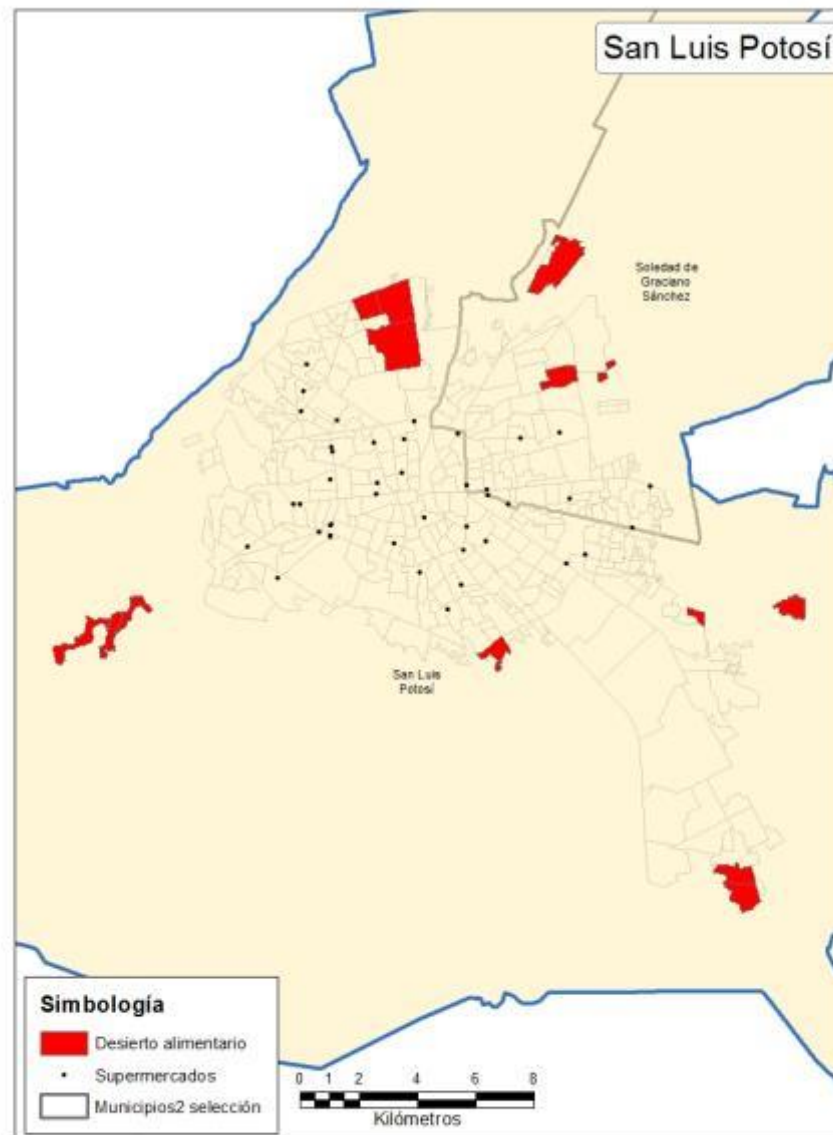 San Luis Potosí
Soledad de
Graciano
Sánchez
San Luis
Potosí
Simbología
Desierto alimentario
Supermercados
Municipios2 selección
0 1 2 4 6 8
Kilómetros